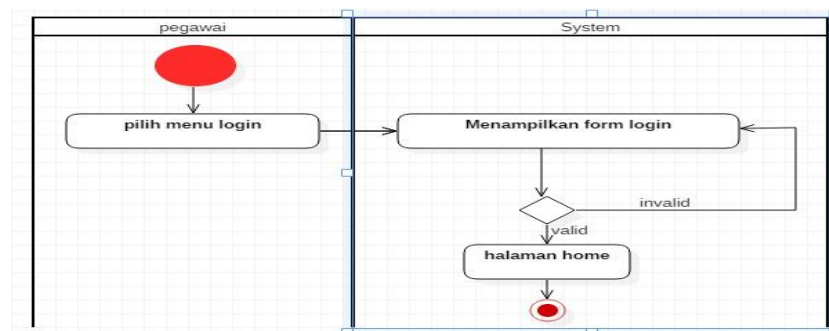 pegawai
System
pilih menu login
Menampilkan form login
invalid
valid
halaman home